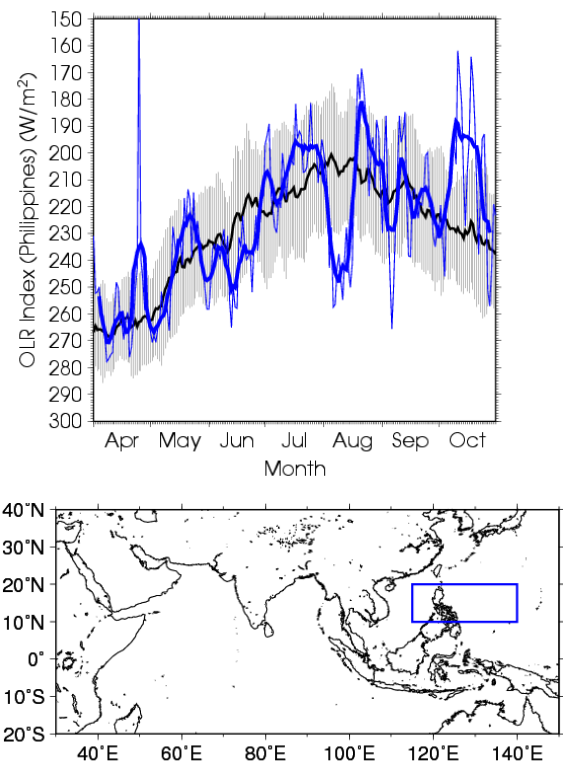 OLR Index (Philippines) (W/m²)
150
160
170
180
190
200
210
220
230
240
250
260
270
280
290
300
Apr May Jun Jul Aug Sep Oct
Month
40°N
30°N
20°N
10°N
0°
10°S
20°S
40°E 60°E 80°E 100°E 120°E 140°E